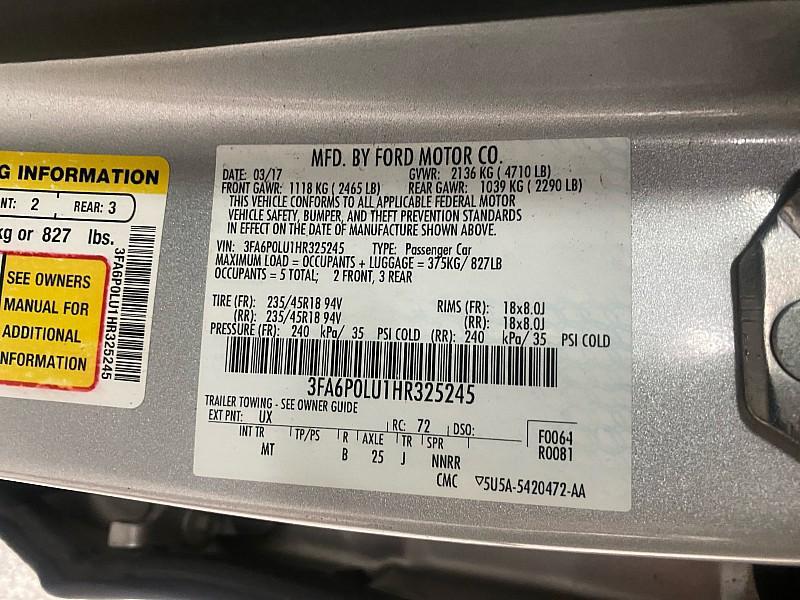 G INFORMATION
NT: 2 REAR: 3
kg or 827 lbs.
SEE OWNERS
MANUAL FOR
ADDITIONAL
NFORMATION
3FA6P0LU1HR325245
MFD. BY FORD MOTOR CO.
DATE: 03/17 GVWR: 2136 KG ( 4710 LB)
FRONT GAWR: 1118 KG ( 2465 LB) REAR GAWR: 1039 KG ( 2290 LB)
THIS VEHICLE CONFORMS TO ALL APPLICABLE FEDERAL MOTOR
VEHICLE SAFETY, BUMPER, AND THEFT PREVENTION STANDARDS
IN EFFECT ON THE DATE OF MANUFACTURE SHOWN ABOVE.
VIN: 3FA6P0LU1HR325245 TYPE: Passenger Car
MAXIMUM LOAD = OCCUPANTS + LUGGAGE = 375KG/ 827LB
OCCUPANTS = 5 TOTAL; 2 FRONT, 3 REAR
TIRE (FR): 235/45R18 94V RIMS (FR): 18x8.0J
(RR): 235/45R18 94V (RR): 18x8.0J
PRESSURE (FR): 240 kPa/ 35 PSI COLD (RR): 240 kPa/ 35 PSI COLD
3FA6P0LU1HR325245
TRAILER TOWING - SEE OWNER GUIDE
EXT PNT: UX RC: 72 DSO:
INT TR TP/PS R AXLE TR SPR F0064
MT B 25 J NNRR R0081
CMC ▽5U5A-5420472-AA